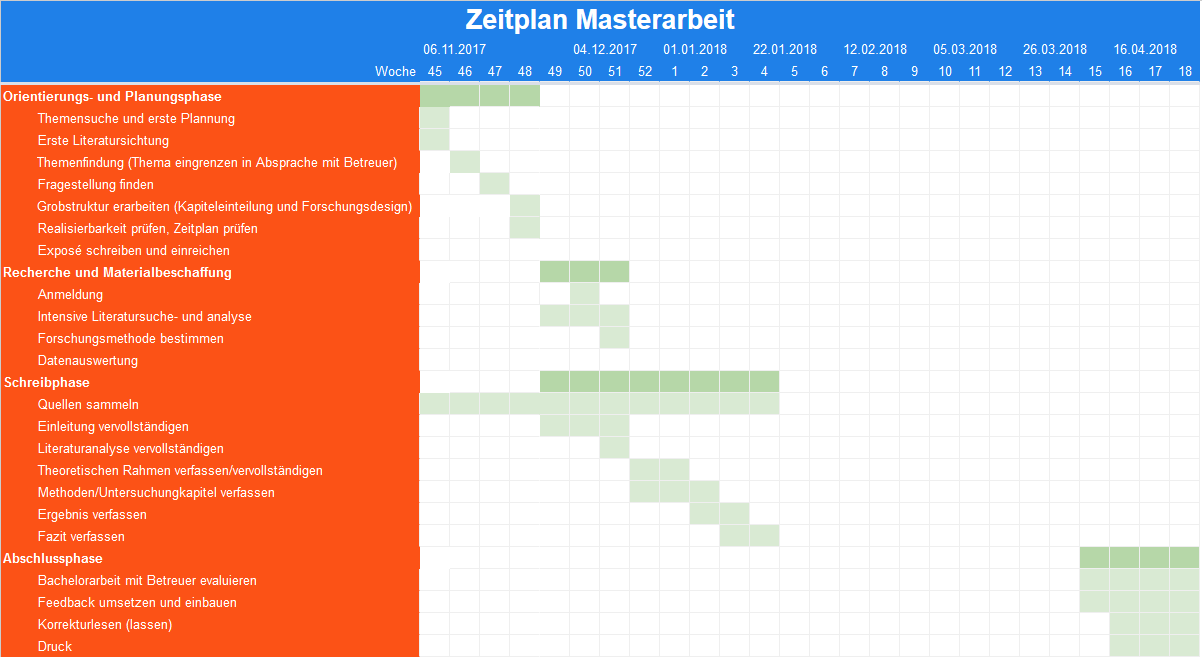 Zeitplan Masterarbeit
06.11.2017 04.12.2017 01.01.2018 22.01.2018 12.02.2018 05.03.2018 26.03.2018 16.04.2018
Woche 45 46 47 48 49 50 51 52 1 2 3 4 5 6 7 8 9 10 11 12 13 14 15 16 17 18
Orientierungs- und Planungsphase
Themensuche und erste Plannung
Erste Literatursichtung
Themenfindung (Thema eingrenzen in Absprache mit Betreuer)
Fragestellung finden
Grobstruktur erarbeiten (Kapiteleinteilung und Forschungsdesign)
Realisierbarkeit prüfen, Zeitplan prüfen
Exposé schreiben und einreichen
Recherche und Materialbeschaffung
Anmeldung
Intensive Literatursuche- und analyse
Forschungsmethode bestimmen
Datenauswertung
Schreibphase
Quellen sammeln
Einleitung vervollständigen
Literaturanalyse vervollständigen
Theoretischen Rahmen verfassen/vervollständigen
Methoden/Untersuchungkapitel verfassen
Ergebnis verfassen
Fazit verfassen
Abschlussphase
Bachelorarbeit mit Betreuer evaluieren
Feedback umsetzen und einbauen
Korrekturlesen (lassen)
Druck